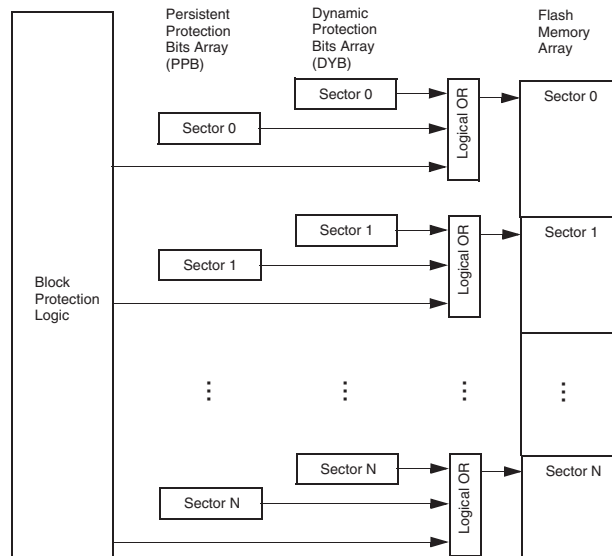 Persistent
Protection
Bits Array
(PPB)
Dynamic
Protection
Bits Array
(DYB)
Flash
Memory
Array
Sector 0
Sector 0
Logical OR
Sector 0
Sector 1
Sector 1
Logical OR
Sector 1
Block
Protection
Logic
⋮ ⋮ ⋮ ⋮
Sector N
Sector N
Logical OR
Sector N